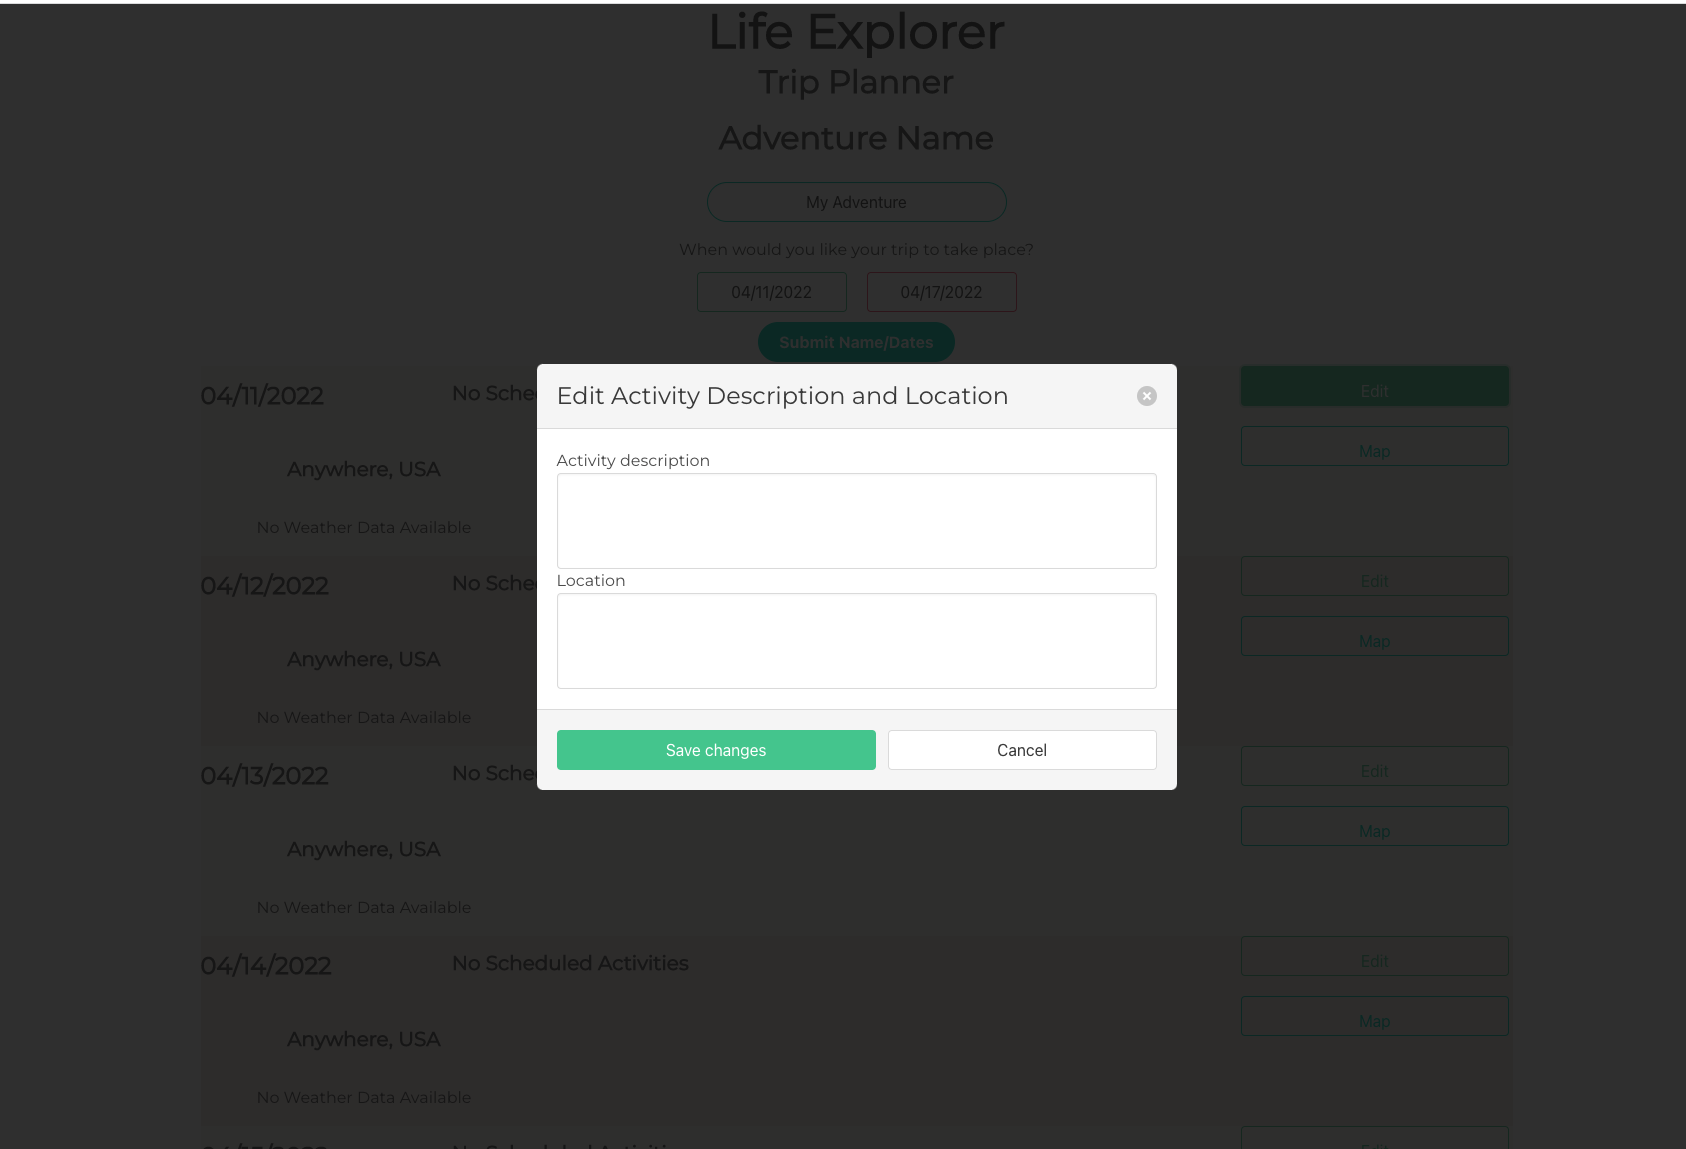 Life Explorer
Trip Planner
Adventure Name
My Adventure
When would you like your trip to take place?
04/11/2022 04/17/2022
Submit Name/Dates
04/11/2022 No Sche Edit
Map
Anywhere, USA
No Weather Data Available
Edit Activity Description and Location
Activity description
Location
Save changes Cancel
04/12/2022 No Sche Edit
Map
Anywhere, USA
No Weather Data Available
04/13/2022 No Sche Edit
Map
Anywhere, USA
No Weather Data Available
04/14/2022 No Scheduled Activities Edit
Map
Anywhere, USA
No Weather Data Available